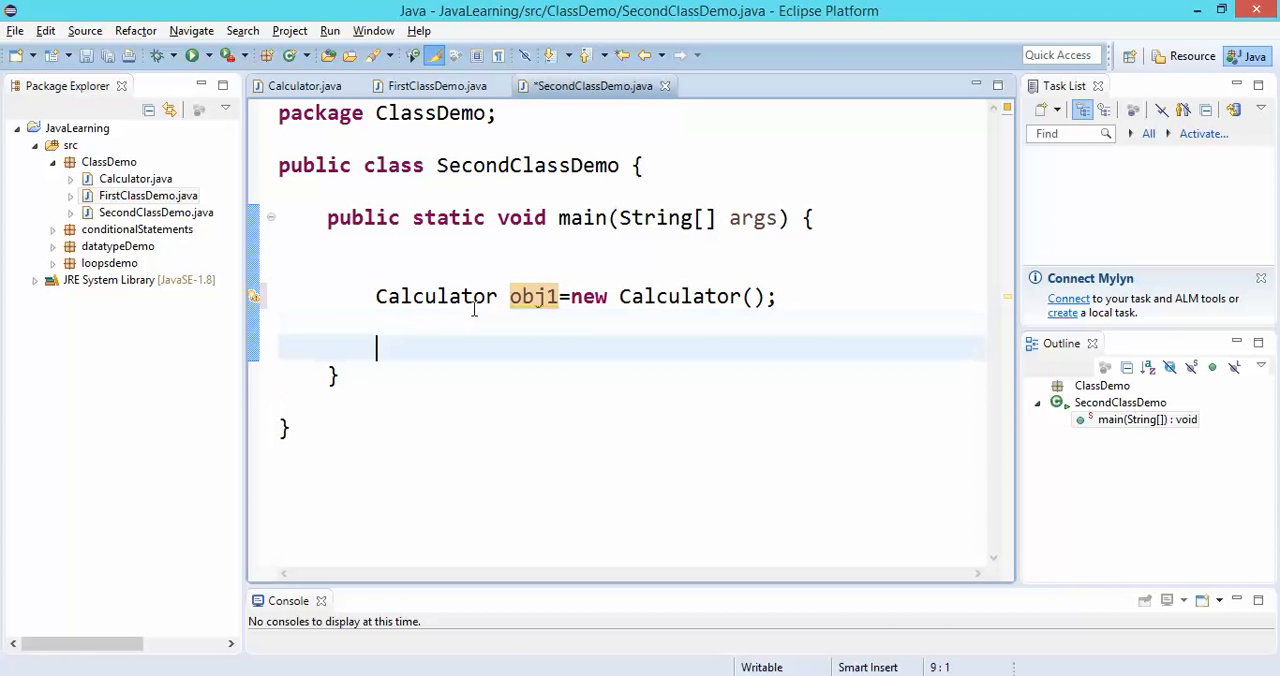 Java - JavaLearning/src/ClassDemo/SecondClassDemo.java - Eclipse Platform
File Edit Source Refactor Navigate Search Project Run Window Help
Quick Access
Resource
Java
Package Explorer
JavaLearning
src
ClassDemo
Calculator.java
FirstClassDemo.java
SecondClassDemo.java
conditionalStatements
datatypeDemo
loopsdemo
JRE System Library [JavaSE-1.8]
Calculator.java FirstClassDemo.java *SecondClassDemo.java
package ClassDemo;
public class SecondClassDemo {
public static void main(String[] args) {
Calculator obj1=new Calculator();
}
}
Task List
Find All Activate...
Connect Mylyn
Connect to your task and ALM tools or
create a local task.
Outline
ClassDemo
SecondClassDemo
main(String[]) : void
Console
No consoles to display at this time.
Writable Smart Insert 9 : 1